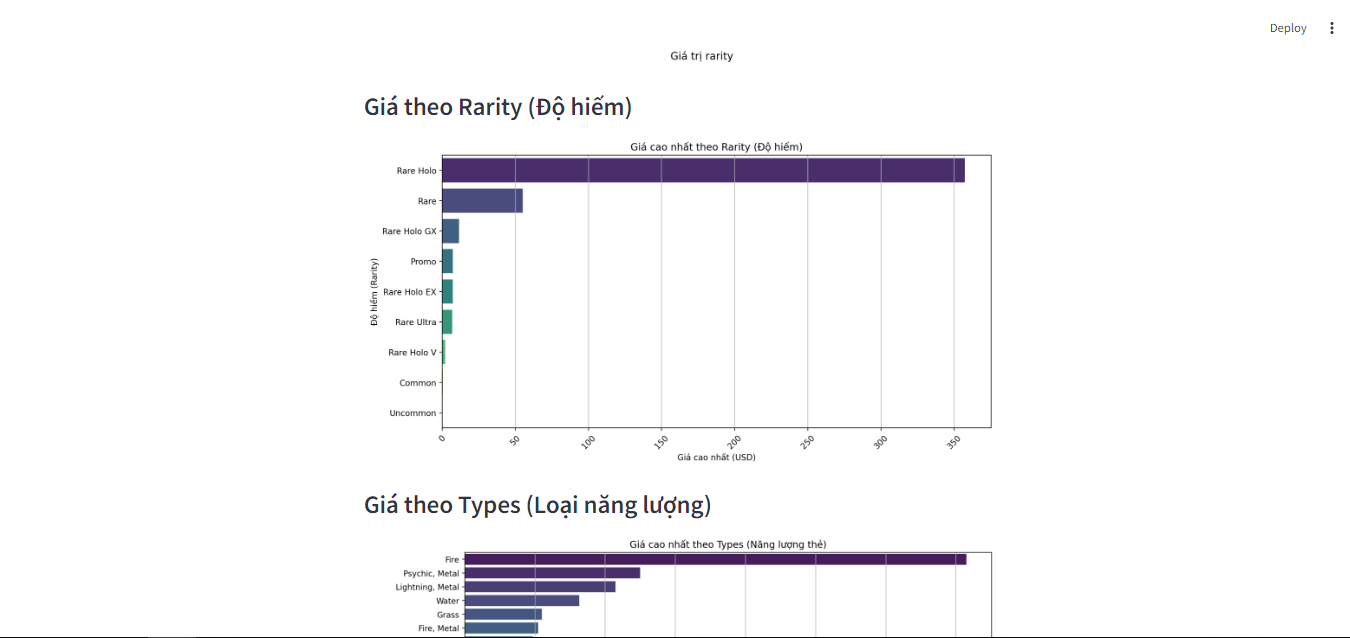 Deploy
Giá trị rarity
Giá theo Rarity (Độ hiếm)
Giá cao nhất theo Rarity (Độ hiếm)
Độ hiếm (Rarity)
Rare Holo
Rare
Rare Holo GX
Promo
Rare Holo EX
Rare Ultra
Rare Holo V
Common
Uncommon
0 50 100 150 200 250 300 350
Giá cao nhất (USD)
Giá theo Types (Loại năng lượng)
Giá cao nhất theo Types (Năng lượng thẻ)
Fire
Psychic, Metal
Lightning, Metal
Water
Grass
Fire, Metal